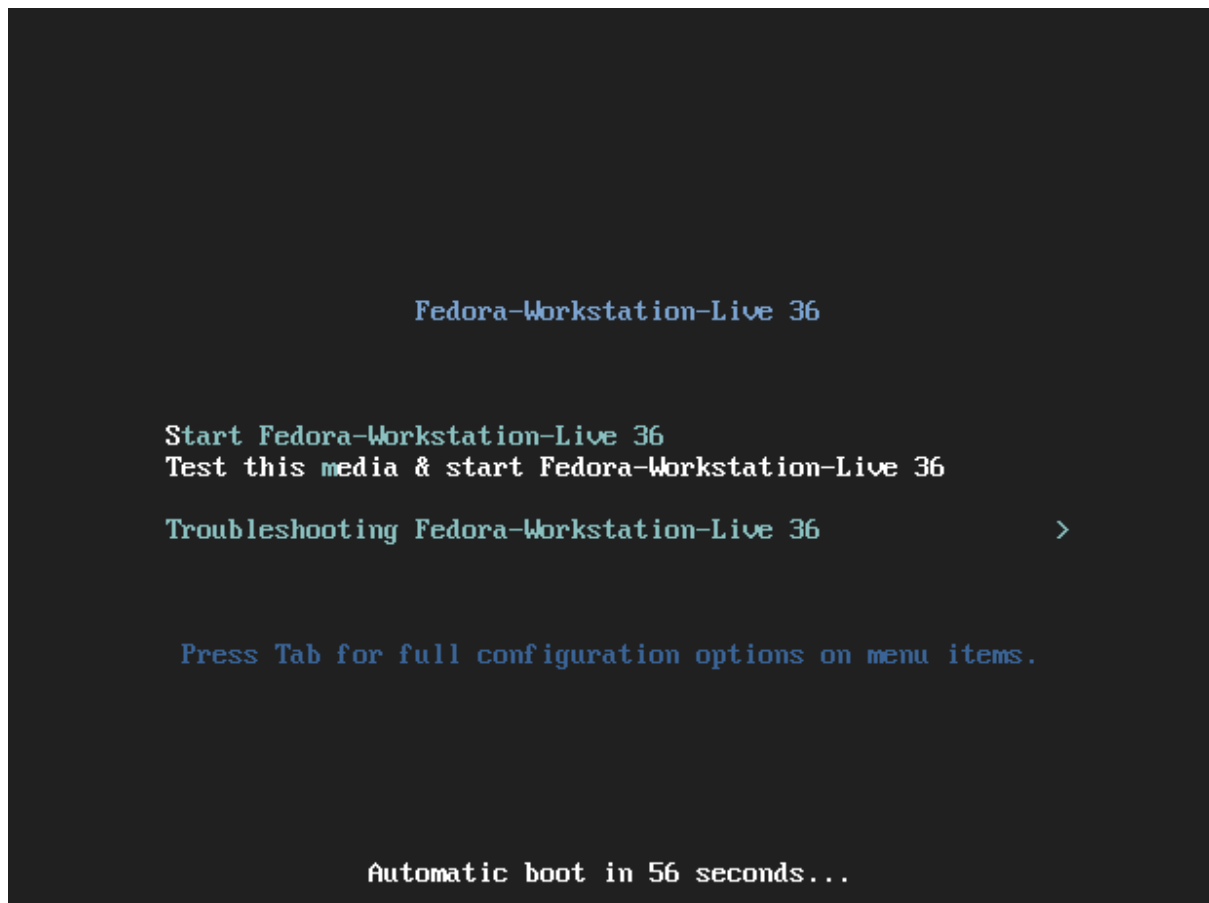 Fedora-Workstation-Live 36
Start Fedora-Workstation-Live 36
Test this media & start Fedora-Workstation-Live 36
Troubleshooting Fedora-Workstation-Live 36 >
Press Tab for full configuration options on menu items.
Automatic boot in 56 seconds...